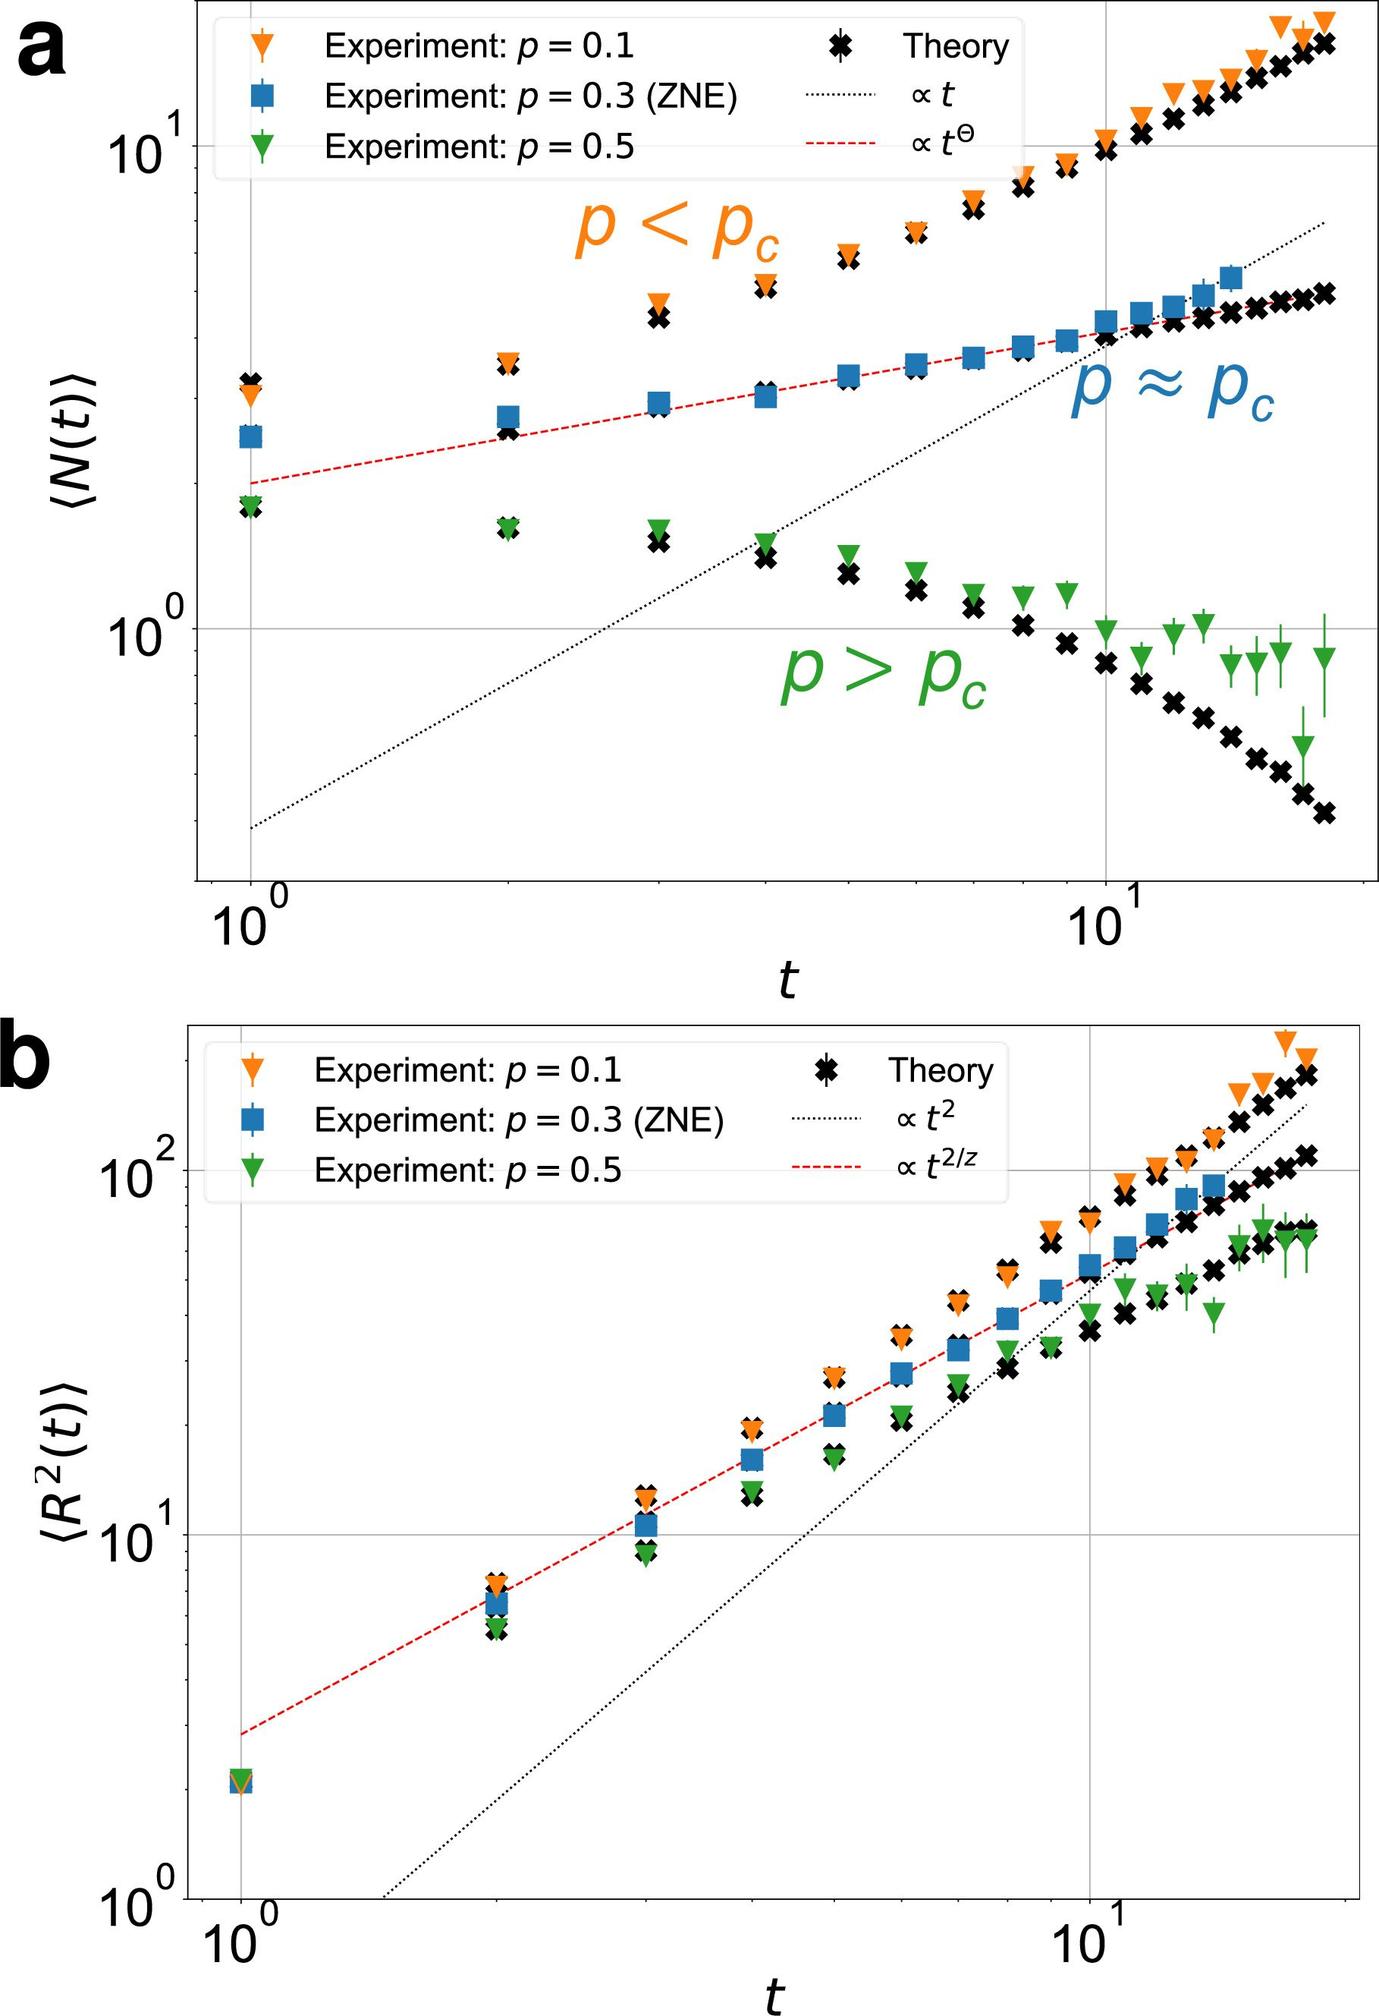 a
Experiment: p = 0.1
Experiment: p = 0.3 (ZNE)
Experiment: p = 0.5
Theory
∝ t
∝ t^Θ
p < p_c
p ≈ p_c
p > p_c
⟨N(t)⟩
10^1
10^0
10^0 10^1
t
b
Experiment: p = 0.1
Experiment: p = 0.3 (ZNE)
Experiment: p = 0.5
Theory
∝ t^2
∝ t^{2/z}
⟨R^2(t)⟩
10^2
10^1
10^0
10^0 10^1
t